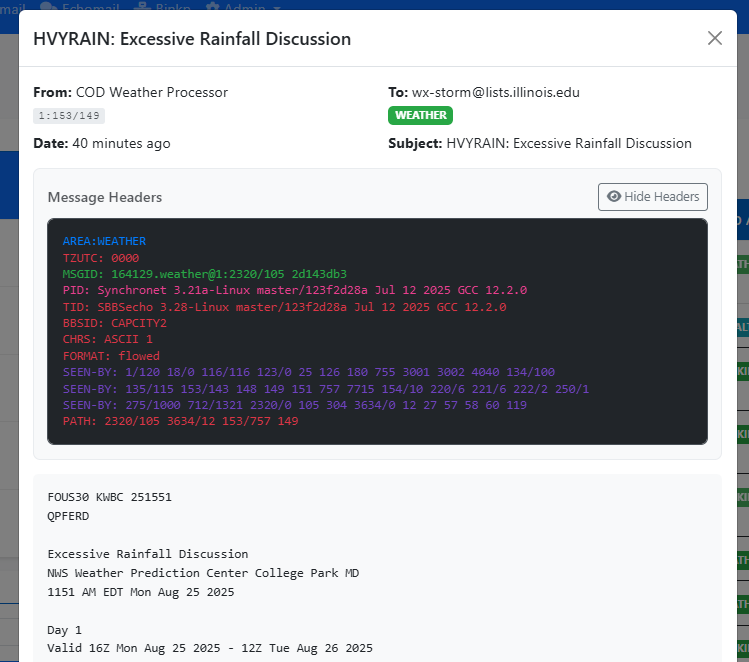 Echomail Binkp Admin
HVYRAIN: Excessive Rainfall Discussion
From: COD Weather Processor
To: wx-storm@lists.illinois.edu
1:153/149
WEATHER
Date: 40 minutes ago
Subject: HVYRAIN: Excessive Rainfall Discussion
Message Headers
Hide Headers
AREA:WEATHER
TZUTC: 0000
MSGID: 164129.weather@1:2320/105 2d143db3
PID: Synchronet 3.21a-Linux master/123f2d28a Jul 12 2025 GCC 12.2.0
TID: SBBSecho 3.28-Linux master/123f2d28a Jul 12 2025 GCC 12.2.0
BBSID: CAPCITY2
CHRS: ASCII 1
FORMAT: flowed
SEEN-BY: 1/120 18/0 116/116 123/0 25 126 180 755 3001 3002 4040 134/100
SEEN-BY: 135/115 153/143 148 149 151 757 7715 154/10 220/6 221/6 222/2 250/1
SEEN-BY: 275/1000 712/1321 2320/0 105 304 3634/0 12 27 57 58 60 119
PATH: 2320/105 3634/12 153/757 149
FOUS30 KWBC 251551
QPFERD
Excessive Rainfall Discussion
NWS Weather Prediction Center College Park MD
1151 AM EDT Mon Aug 25 2025
Day 1
Valid 16Z Mon Aug 25 2025 - 12Z Tue Aug 26 2025